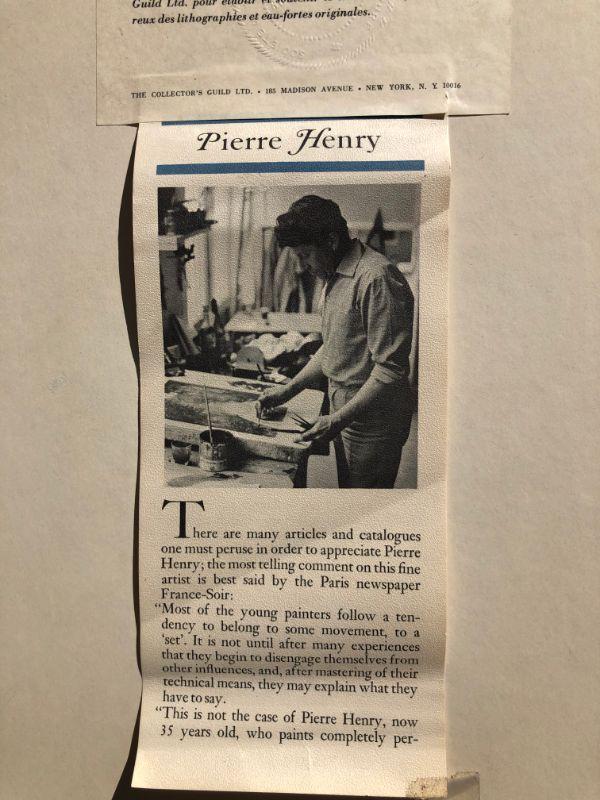 Guild Ltd. pour établir et soutenir
reux des lithographies et eau-fortes originales.
THE COLLECTOR'S GUILD LTD. • 185 MADISON AVENUE • NEW YORK, N. Y. 10016
Pierre Henry
There are many articles and catalogues
one must peruse in order to appreciate Pierre
Henry; the most telling comment on this fine
artist is best said by the Paris newspaper
France-Soir:
“Most of the young painters follow a ten-
dency to belong to some movement, to a
‘set’. It is not until after many experiences
that they begin to disengage themselves from
other influences, and, after mastering of their
technical means, they may explain what they
have to say.
“This is not the case of Pierre Henry, now
35 years old, who paints completely per-